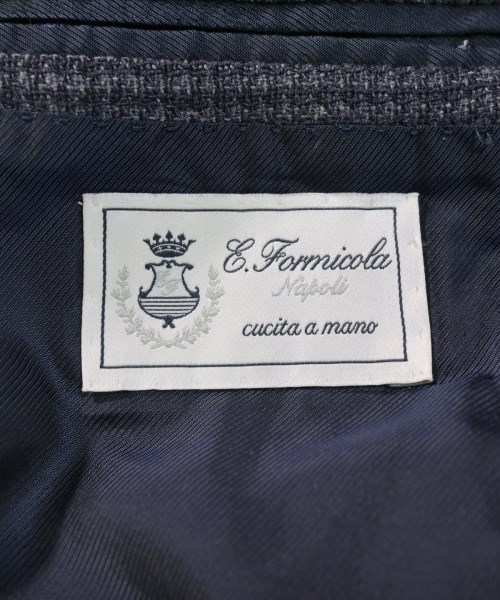 E. Formicola
Napoli
cucita a mano